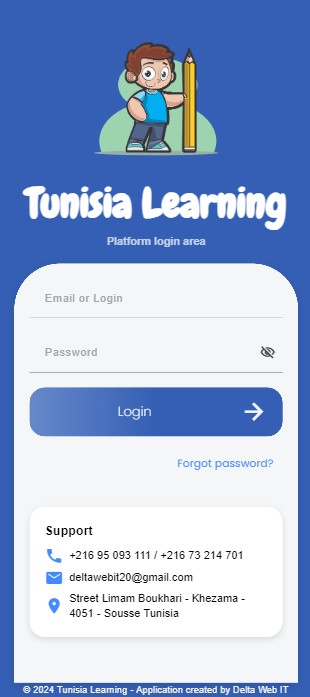 Tunisia Learning
Platform login area
Email or Login
Password
Login
Forgot password?
Support
+216 95 093 111 / +216 73 214 701
deltawebit20@gmail.com
Street Limam Boukhari - Khezama -
4051 - Sousse Tunisia
© 2024 Tunisia Learning - Application created by Delta Web IT